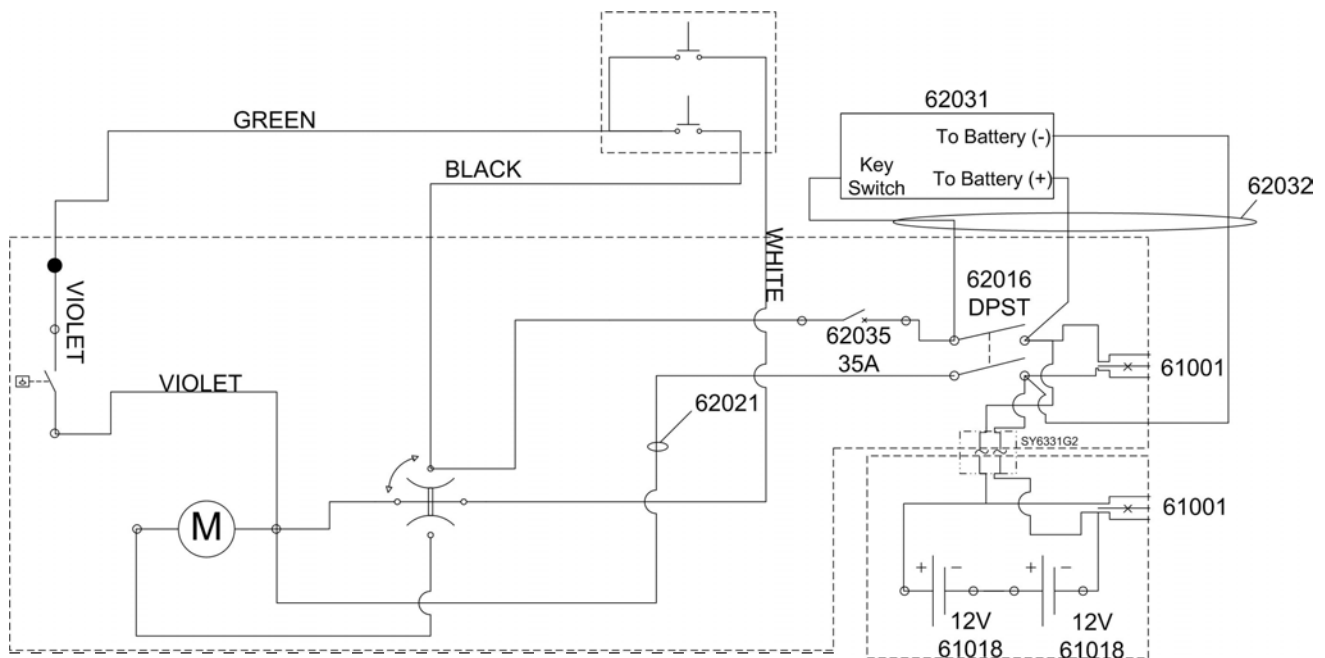 62031
GREEN
To Battery (-)
BLACK
Key
Switch
To Battery (+)
62032
WHITE
VIOLET
62016
DPST
62035
35A
61001
VIOLET
62021
SY6331G2
M
61001
+
−
+
−
12V
61018
12V
61018